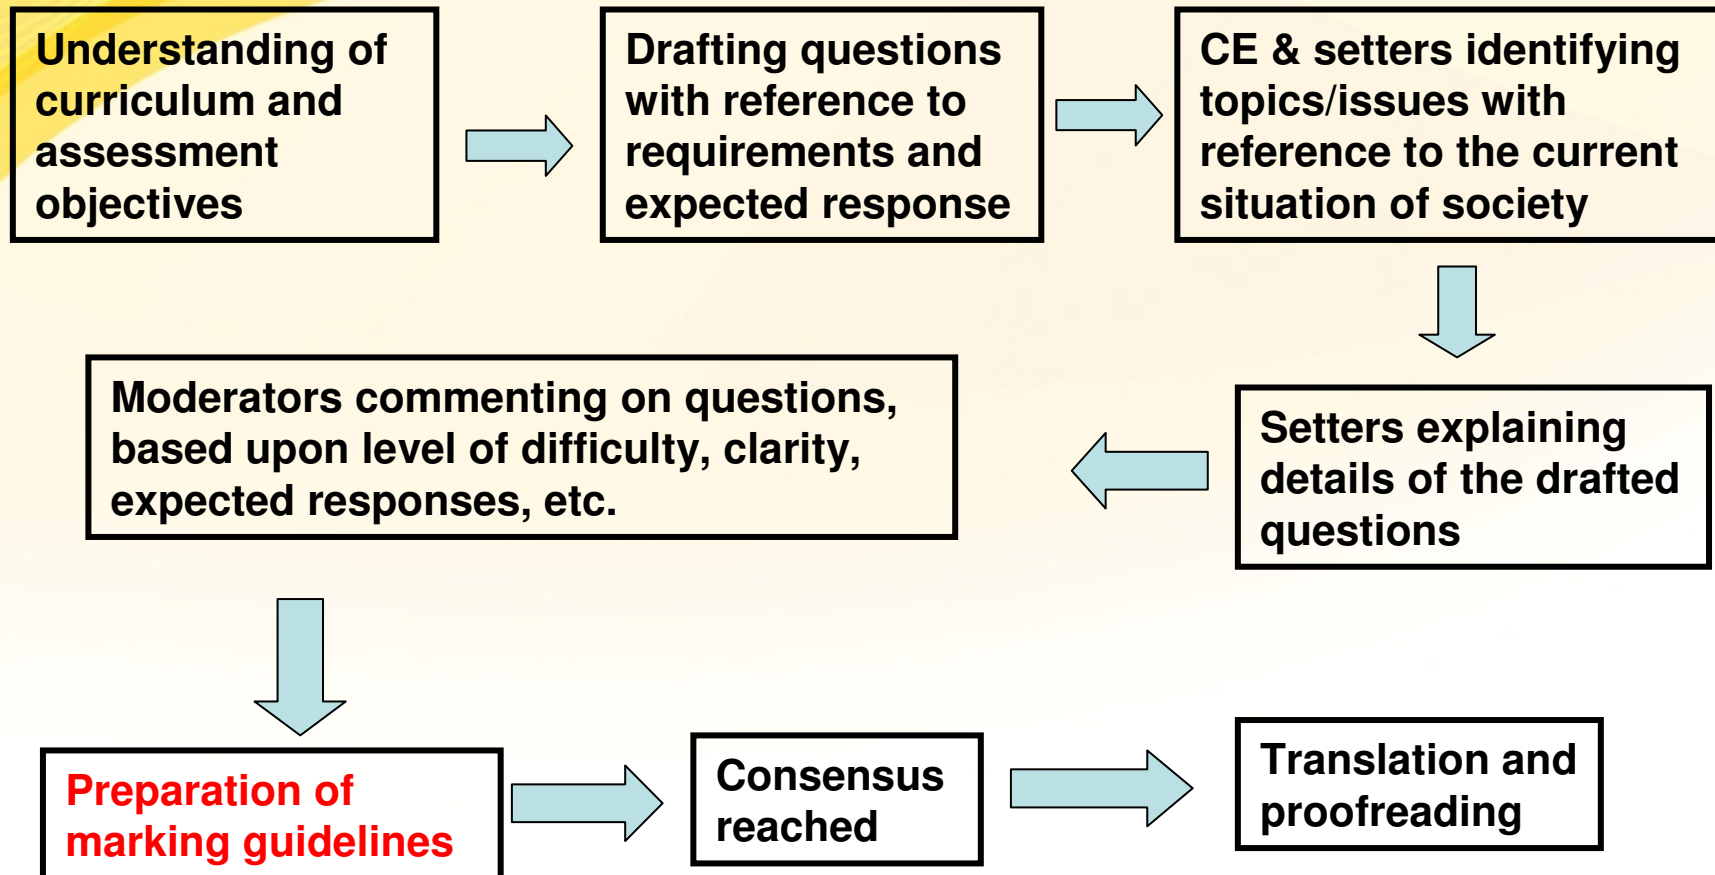 Understanding of
curriculum and
assessment
objectives
Drafting questions
with reference to
requirements and
expected response
CE & setters identifying
topics/issues with
reference to the current
situation of society
Setters explaining
details of the drafted
questions
Moderators commenting on questions,
based upon level of difficulty, clarity,
expected responses, etc.
Preparation of
marking guidelines
Consensus
reached
Translation and
proofreading